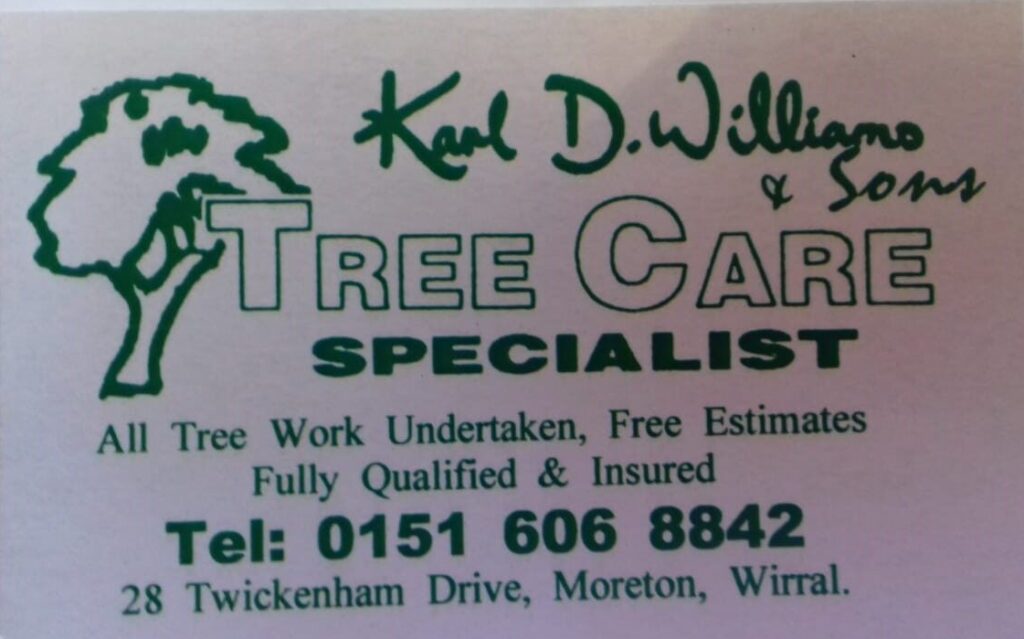 Karl D. Williams
& Sons
TREE CARE
SPECIALIST
All Tree Work Undertaken, Free Estimates
Fully Qualified & Insured
Tel: 0151 606 8842
28 Twickenham Drive, Moreton, Wirral.